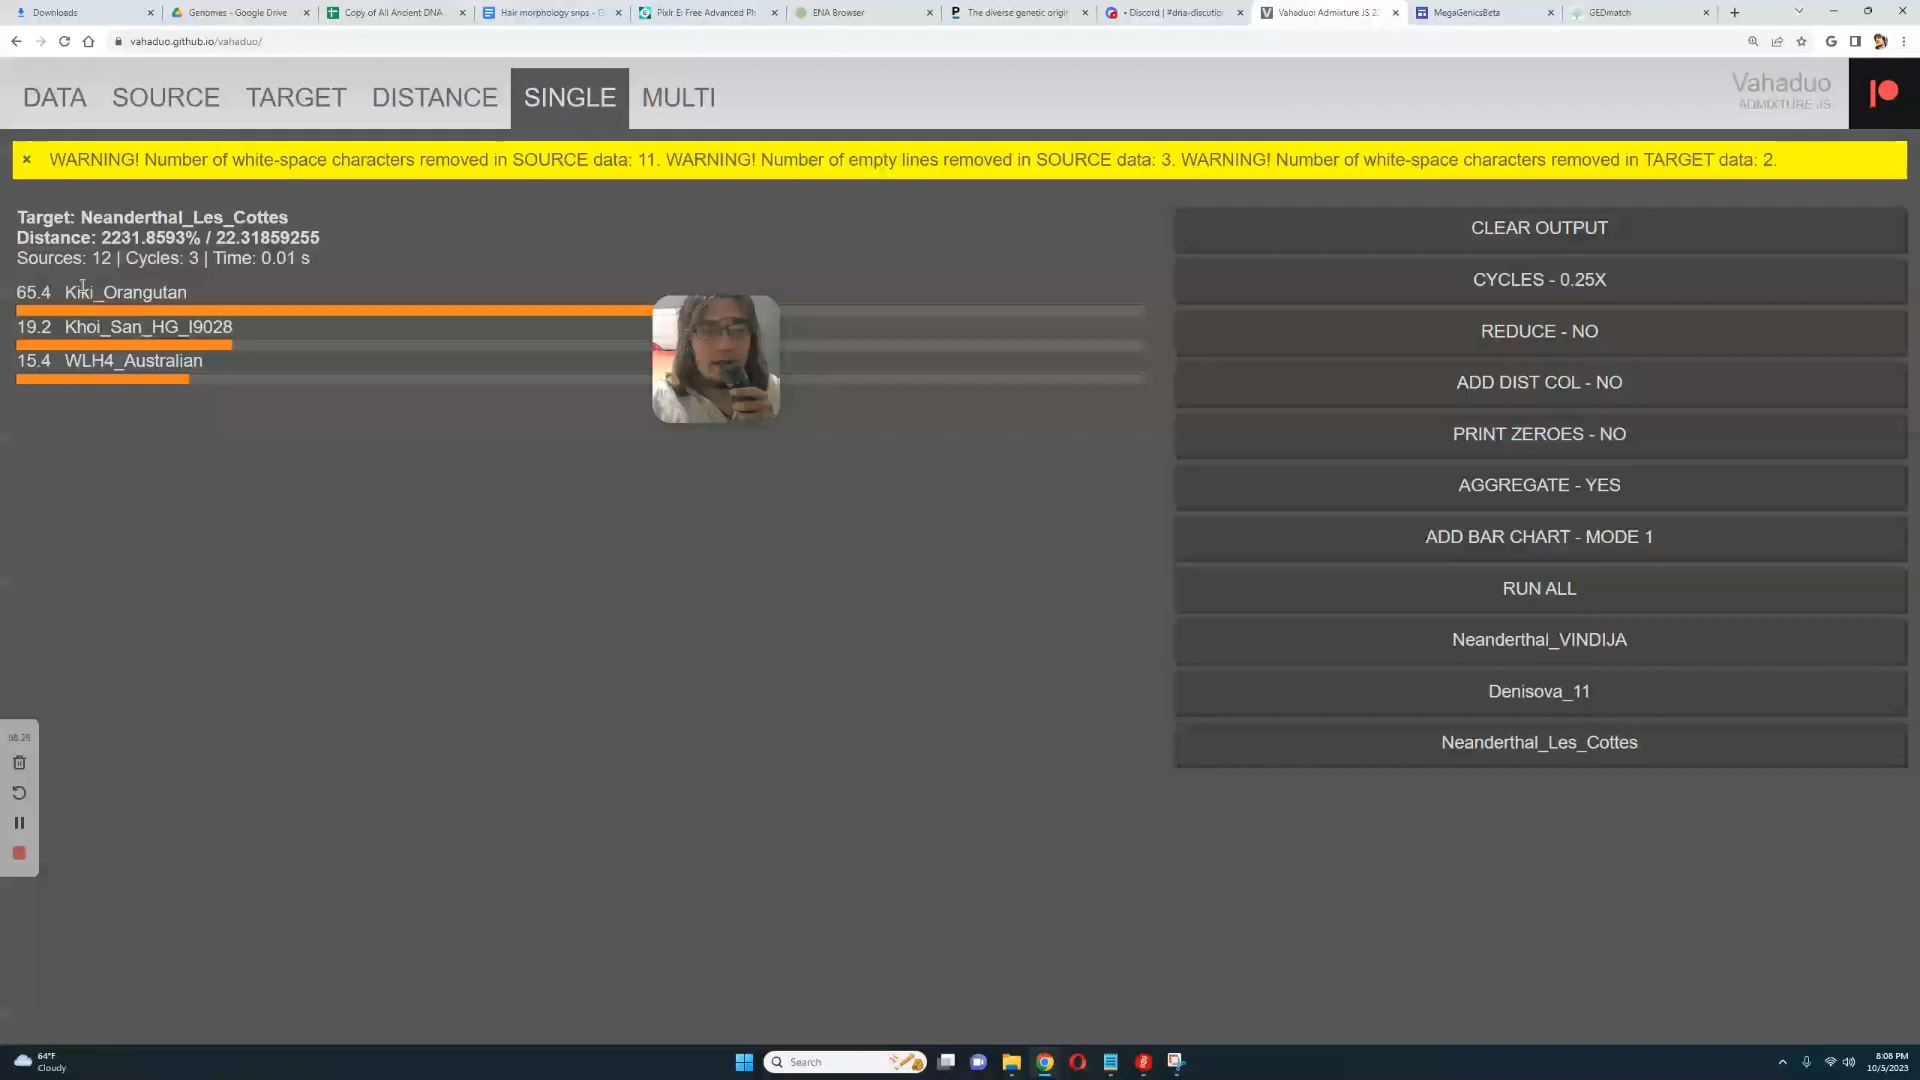 Downloads
Genomes - Google Drive
Copy of All Ancient DNA
Hair morphology snps - G
Pixlr E: Free Advanced Ph
ENA Browser
The diverse genetic origin
• Discord | #dna-discution
Vahaduo: Admixture JS 23
MegaGenicsBeta
GEDmatch
vahaduo.github.io/vahaduo/
DATA SOURCE TARGET DISTANCE SINGLE MULTI
Vahaduo
ADMIXTURE JS
× WARNING! Number of white-space characters removed in SOURCE data: 11. WARNING! Number of empty lines removed in SOURCE data: 3. WARNING! Number of white-space characters removed in TARGET data: 2.
Target: Neanderthal_Les_Cottes
Distance: 2231.8593% / 22.31859255
Sources: 12 | Cycles: 3 | Time: 0.01 s
65.4 Kiki_Orangutan
19.2 Khoi_San_HG_I9028
15.4 WLH4_Australian
CLEAR OUTPUT
CYCLES - 0.25X
REDUCE - NO
ADD DIST COL - NO
PRINT ZEROES - NO
AGGREGATE - YES
ADD BAR CHART - MODE 1
RUN ALL
Neanderthal_VINDIJA
Denisova_11
Neanderthal_Les_Cottes
08:26
64°F
Cloudy
Search
8:08 PM
10/5/2023